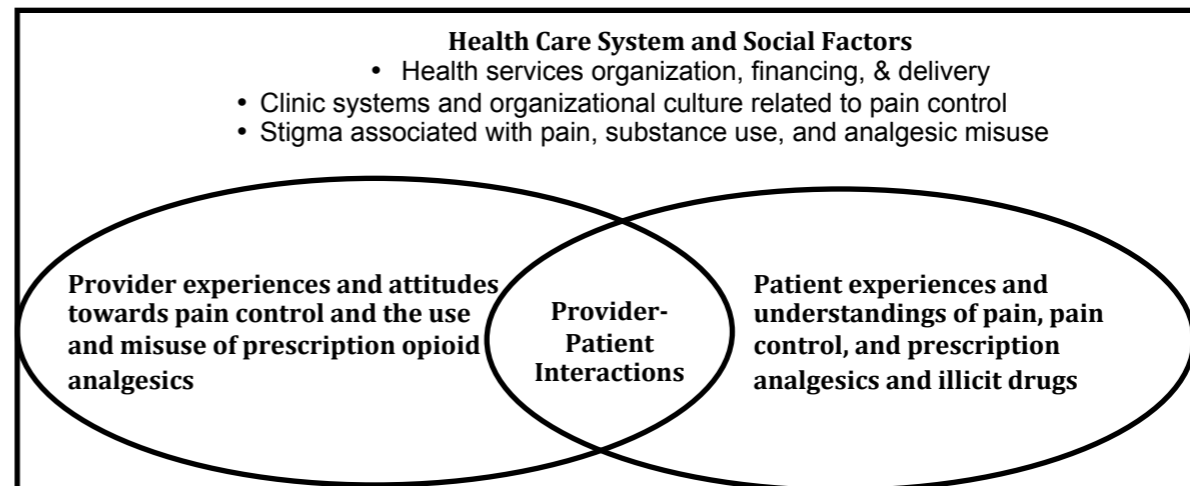 Health Care System and Social Factors
• Health services organization, financing, & delivery
• Clinic systems and organizational culture related to pain control
• Stigma associated with pain, substance use, and analgesic misuse
Provider experiences and attitudes
towards pain control and the use
and misuse of prescription opioid
analgesics
Provider-
Patient
Interactions
Patient experiences and
understandings of pain, pain
control, and prescription
analgesics and illicit drugs